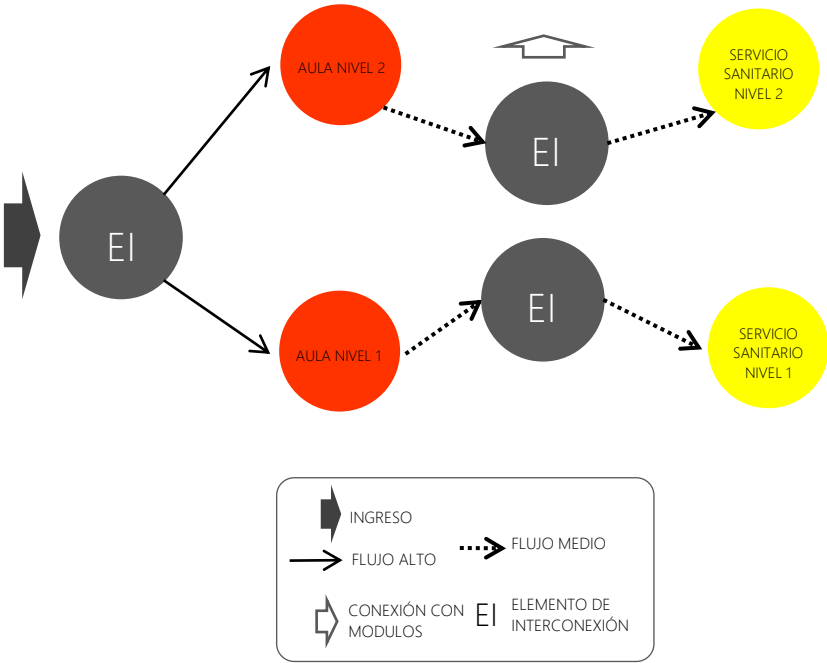 AULA NIVEL 2
SERVICIO
SANITARIO
NIVEL 2
EI
EI
EI
AULA NIVEL 1
SERVICIO
SANITARIO
NIVEL 1
INGRESO
FLUJO ALTO
FLUJO MEDIO
CONEXIÓN CON
MODULOS
EI
ELEMENTO DE
INTERCONEXIÓN